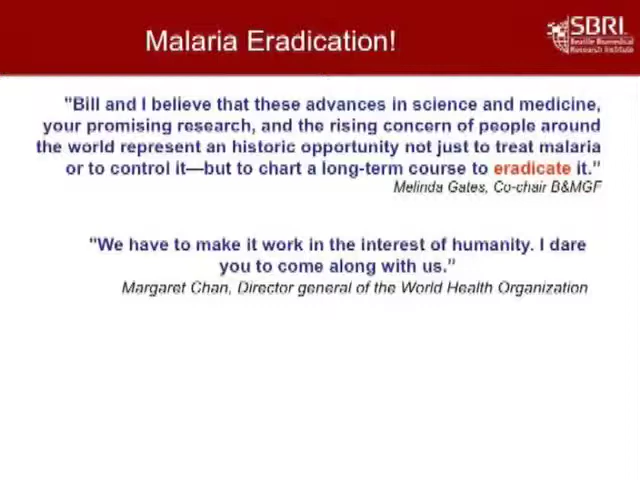 Malaria Eradication!
SBRI
Seattle Biomedical
Research Institute
"Bill and I believe that these advances in science and medicine,
your promising research, and the rising concern of people around
the world represent an historic opportunity not just to treat malaria
or to control it—but to chart a long-term course to eradicate it."
Melinda Gates, Co-chair B&MGF
"We have to make it work in the interest of humanity. I dare
you to come along with us."
Margaret Chan, Director general of the World Health Organization